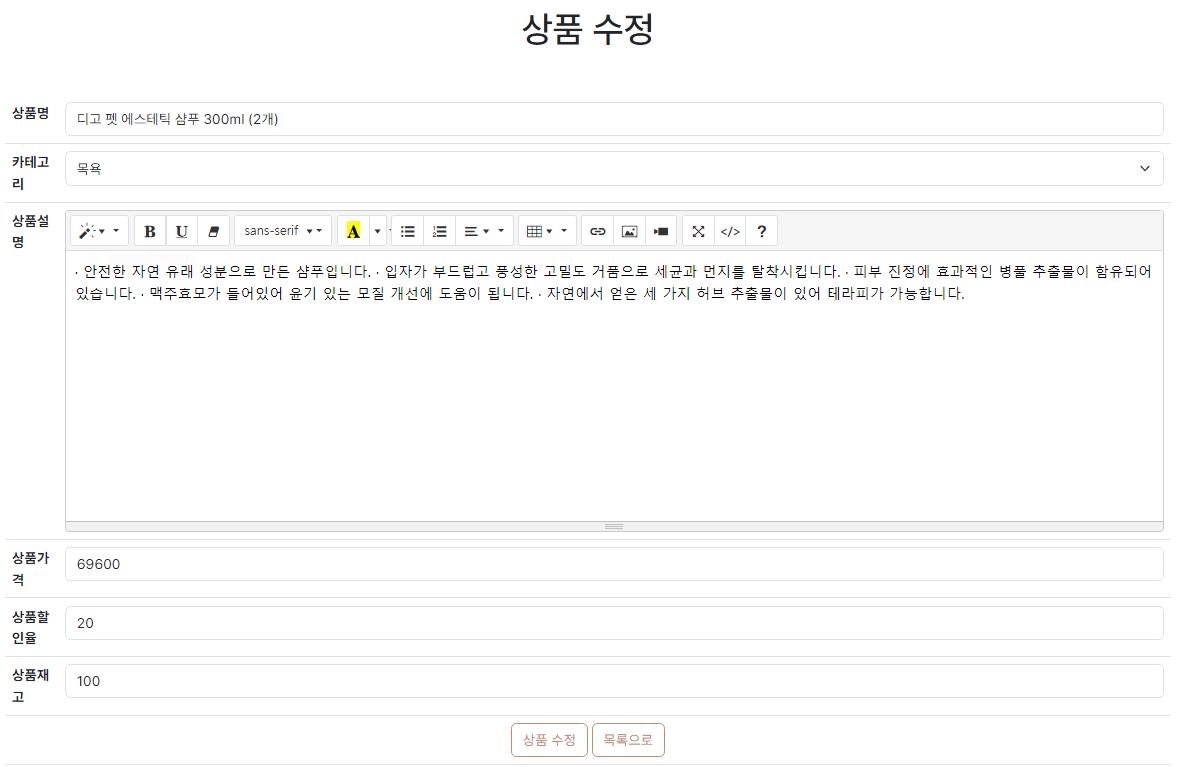 상품 수정
상품명
디고 펫 에스테틱 샴푸 300ml (2개)
카테고
리
목욕
상품설
명
B U sans-serif A </> ?
· 안전한 자연 유래 성분으로 만든 샴푸입니다. · 입자가 부드럽고 풍성한 고밀도 거품으로 세균과 먼지를 탈착시킵니다. · 피부 진정에 효과적인 병풀 추출물이 함유되어
있습니다. · 맥주효모가 들어있어 윤기 있는 모질 개선에 도움이 됩니다. · 자연에서 얻은 세 가지 허브 추출물이 있어 테라피가 가능합니다.
상품가
격
69600
상품할
인율
20
상품재
고
100
상품 수정 목록으로